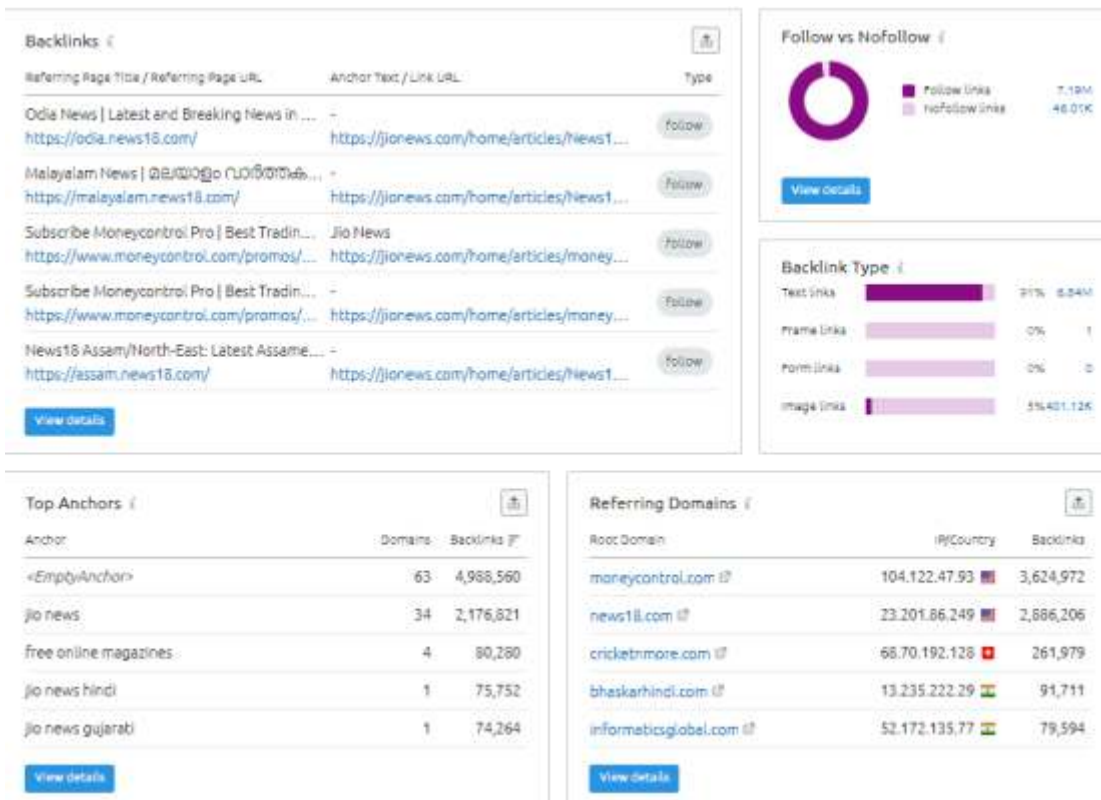 Backlinks i
Referring Page Title / Referring Page URL Anchor Text / Link URL Type
Odia News | Latest and Breaking News in ... -
https://odia.news18.com/ https://jionews.com/home/articles/News1... follow
Malayalam News | മലയാളം വാർത്തക... -
https://malayalam.news18.com/ https://jionews.com/home/articles/News1... follow
Subscribe Moneycontrol Pro | Best Tradin... Jio News
https://www.moneycontrol.com/promos/... https://jionews.com/home/articles/money... follow
Subscribe Moneycontrol Pro | Best Tradin... -
https://www.moneycontrol.com/promos/... https://jionews.com/home/articles/money... follow
News18 Assam/North-East: Latest Assame... -
https://assam.news18.com/ https://jionews.com/home/articles/News1... follow
View details
Follow vs Nofollow i
Follow links 7.19M
Nofollow links 46.01K
View details
Backlink Type i
Text links 91% 6.84M
Frame links 0% 1
Form links 0% 0
Image links 5% 401.12K
Top Anchors i
Anchor Domains Backlinks
<EmptyAnchor> 63 4,988,560
jio news 34 2,176,821
free online magazines 4 80,280
jio news hindi 1 75,752
jio news gujarati 1 74,264
View details
Referring Domains i
Root Domain IP/Country Backlinks
moneycontrol.com 104.122.47.93 3,624,972
news18.com 23.201.86.249 2,886,206
cricketnmore.com 68.70.192.128 261,979
bhaskarhindi.com 13.235.222.29 91,711
informaticsglobal.com 52.172.135.77 79,594
View details